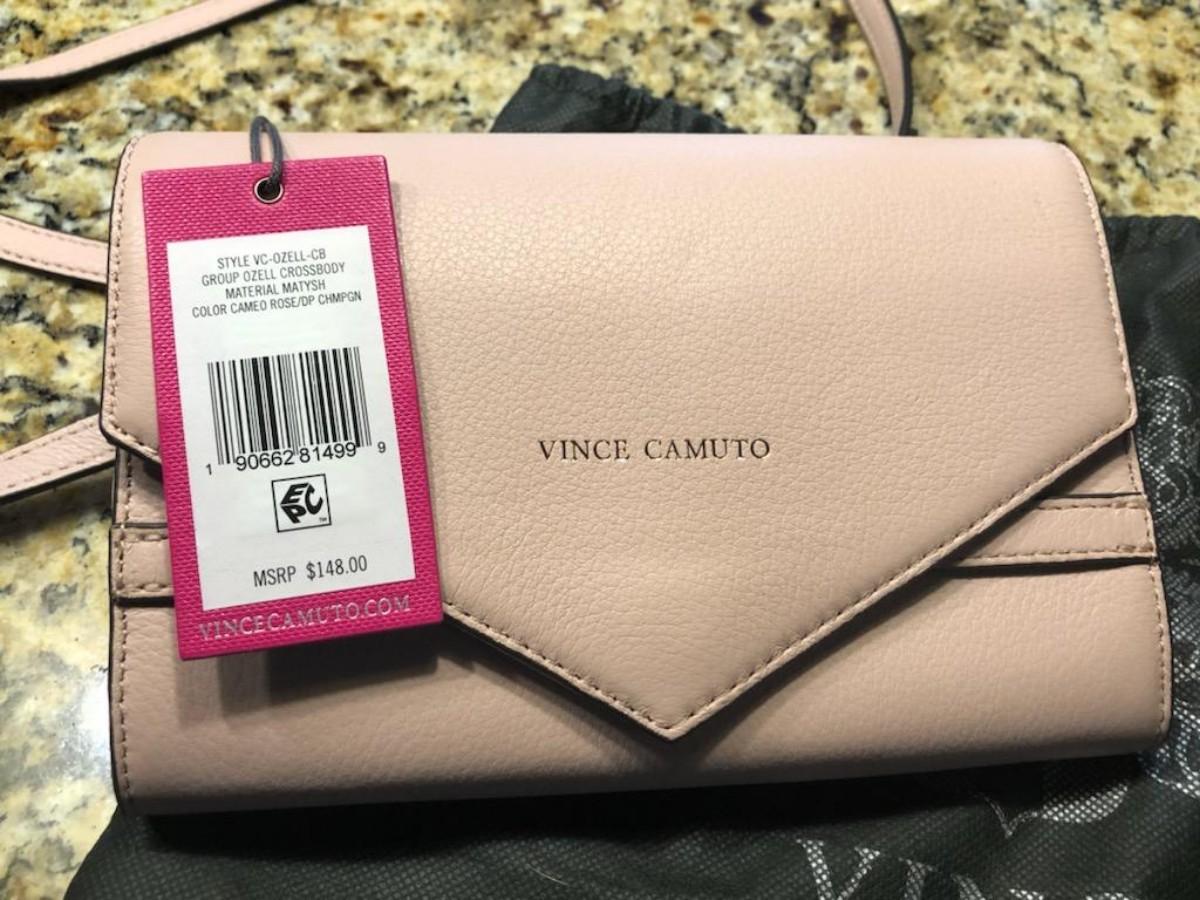 STYLE VC-OZELL-CB
GROUP OZELL CROSSBODY
MATERIAL MATYSH
COLOR CAMEO ROSE/DP CHMPGN
1 90662 81499 9
EPC ™
MSRP $148.00
VINCECAMUTO.COM
VINCE CAMUTO